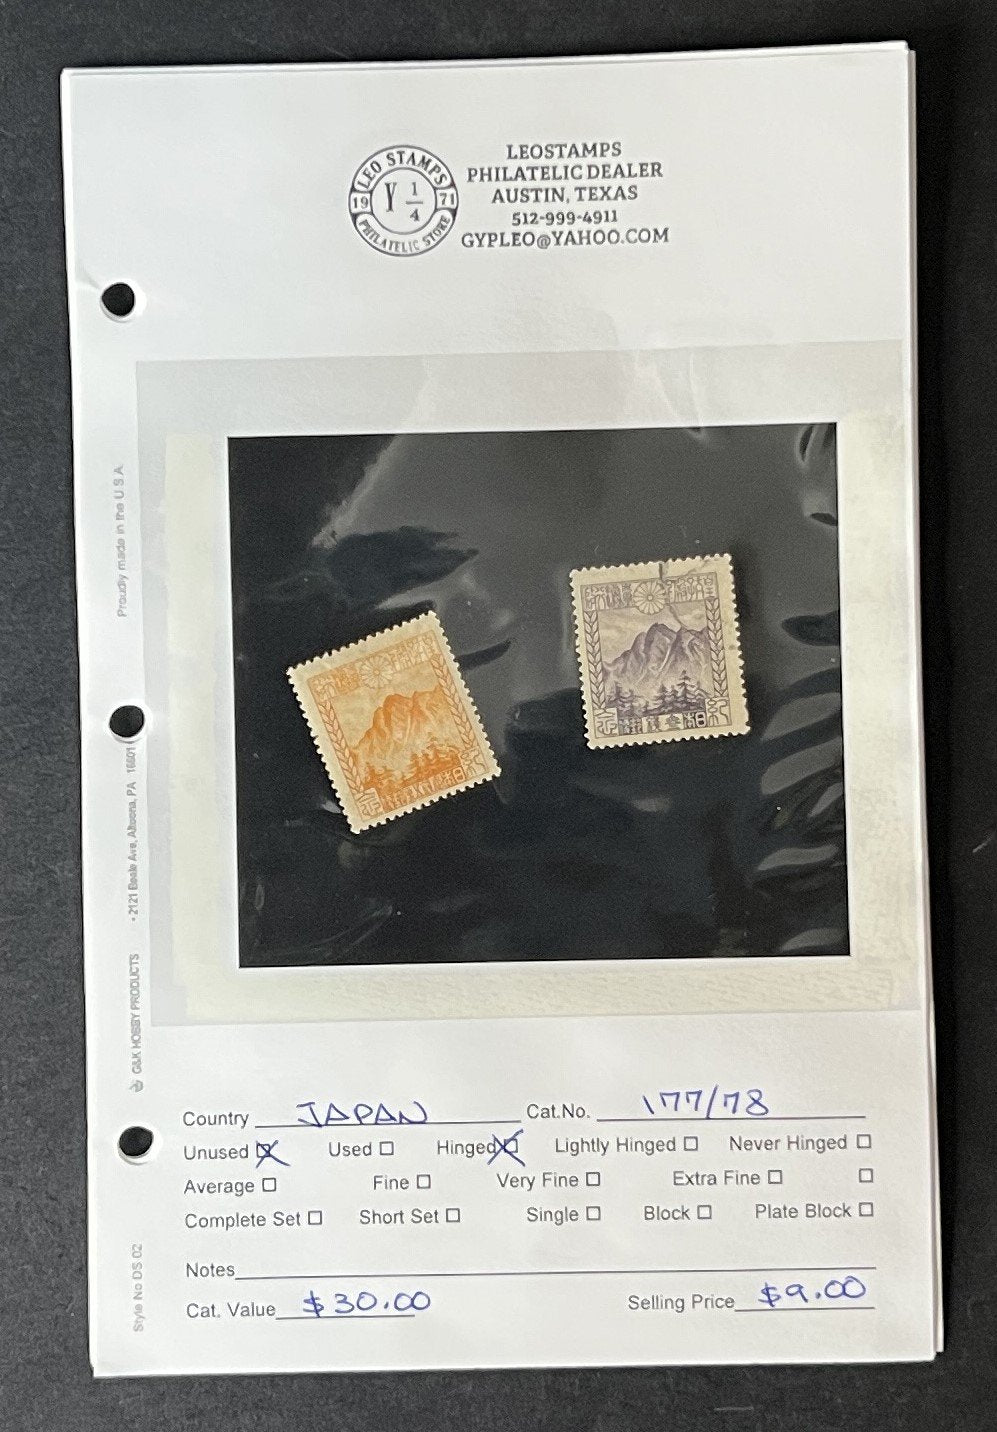 LEO STAMPS
19 Y 1/4 71
PHILATELIC STORE
LEOSTAMPS
PHILATELIC DEALER
AUSTIN, TEXAS
512-999-4911
GYPLEO@YAHOO.COM
Proudly made in the U.S.A.
G&K HOBBY PRODUCTS • 2121 Beale Ave, Altoona, PA 16601
Style No DS 02
Country JAPAN Cat.No. 177/78
Unused Used Hinged Lightly Hinged Never Hinged
Average Fine Very Fine Extra Fine
Complete Set Short Set Single Block Plate Block
Notes
Cat. Value $30.00 Selling Price $9.00